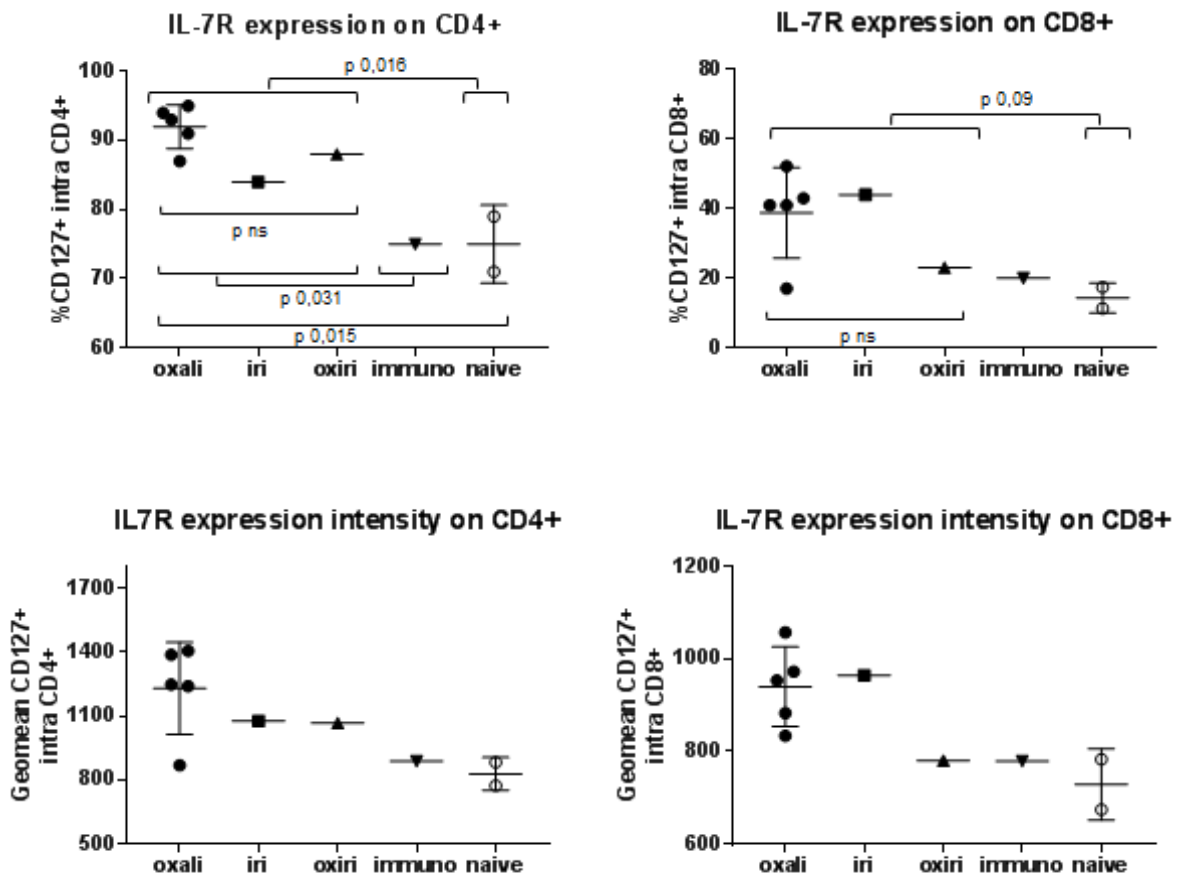 IL-7R expression on CD4+
%CD127+ intra CD4+
100
90
80
70
60
p 0,016
p ns
p 0,031
p 0,015
oxali iri oxiri immuno naive
IL-7R expression on CD8+
%CD127+ intra CD8+
80
60
40
20
0
p 0,09
p ns
oxali iri oxiri immuno naive
IL7R expression intensity on CD4+
Geomean CD127+
intra CD4+
1700
1400
1100
800
500
oxali iri oxiri immuno naive
IL-7R expression intensity on CD8+
Geomean CD127+
intra CD8+
1200
1000
800
600
oxali iri oxiri immuno naive